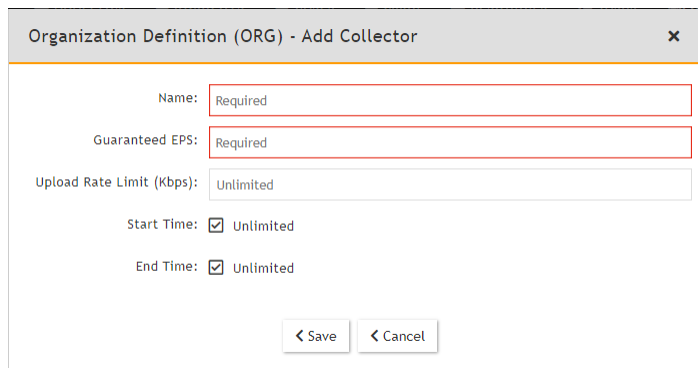 Organization Definition (ORG) - Add Collector
Name: Required
Guaranteed EPS: Required
Upload Rate Limit (Kbps): Unlimited
Start Time: Unlimited
End Time: Unlimited
Save Cancel